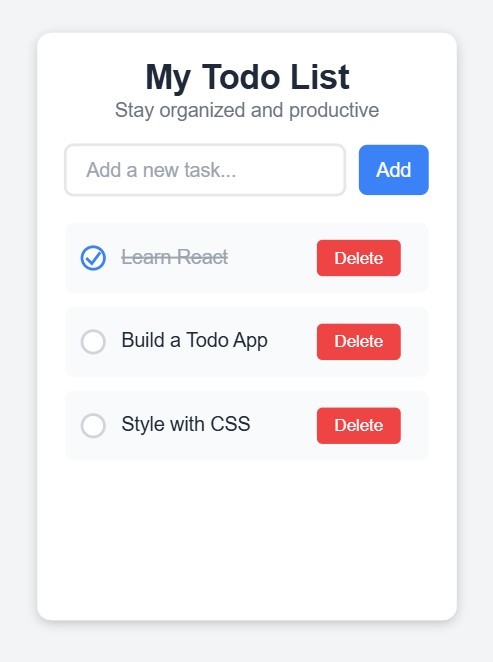 My Todo List
Stay organized and productive
Add a new task... Add
Learn React Delete
Build a Todo App Delete
Style with CSS Delete